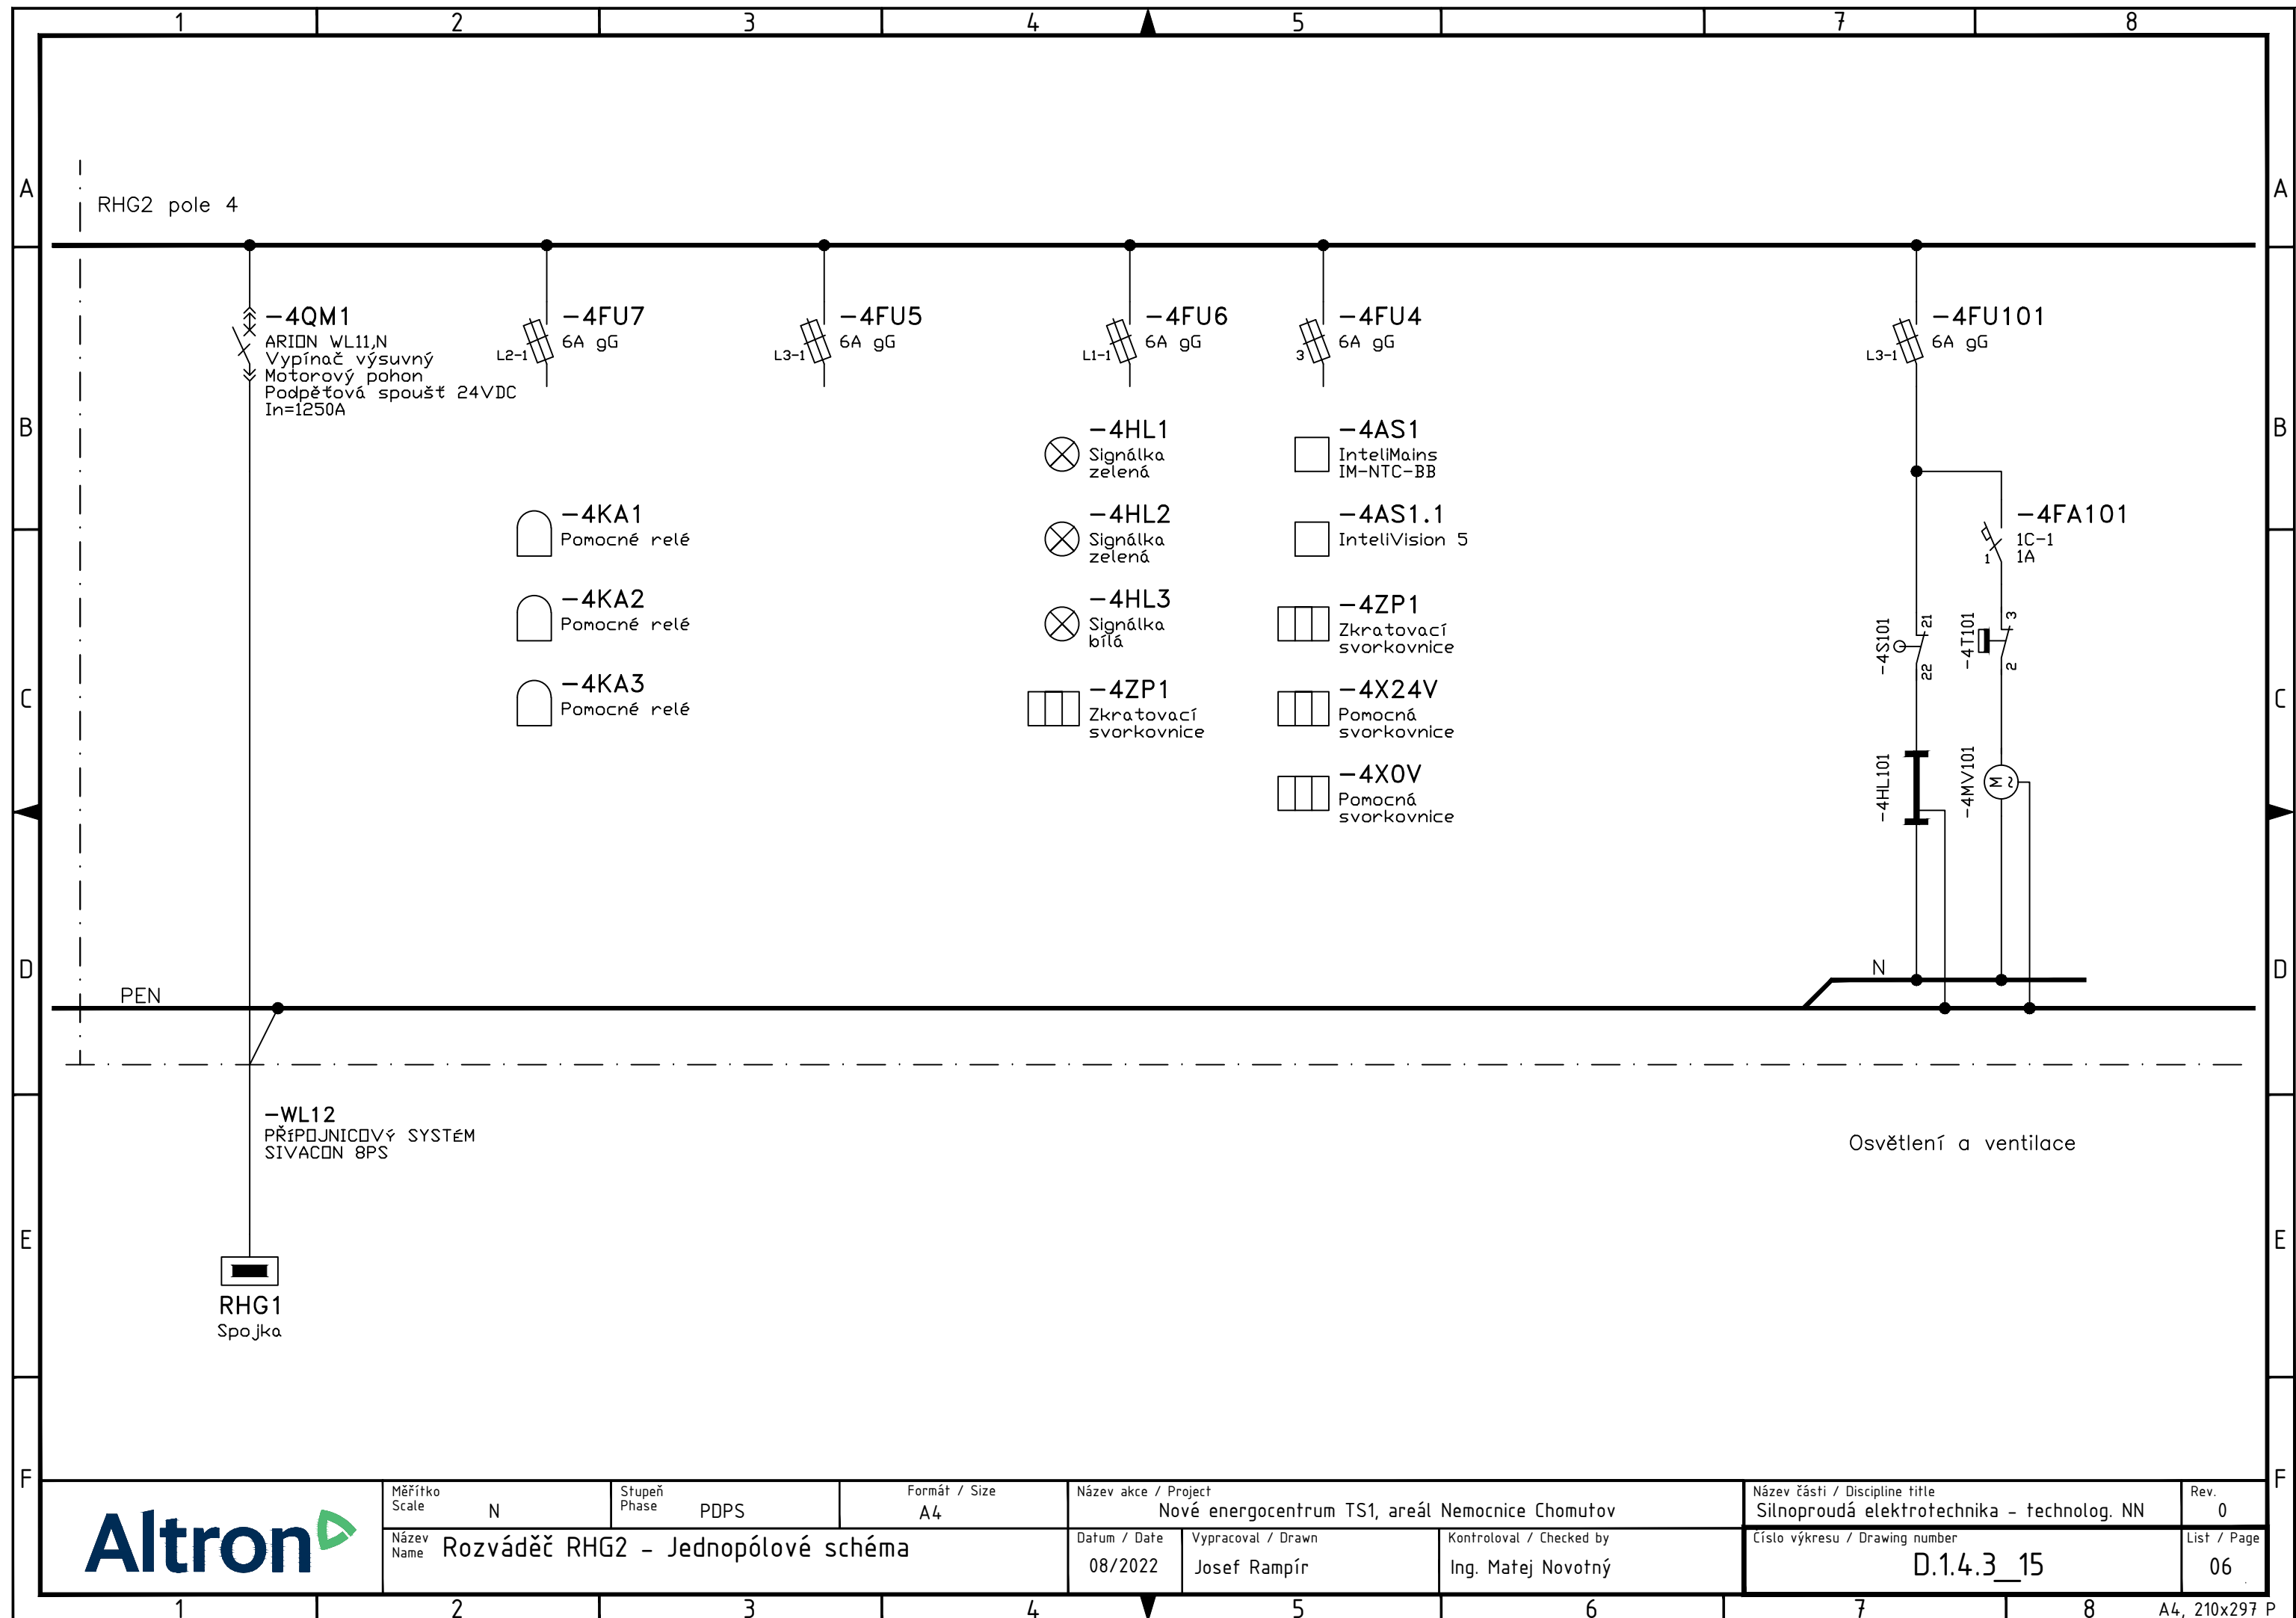 1 2 3 4 5 7 8
A A
RHG2 pole 4
-4QM1
ARION WL11,N
Vypínač výsuvný
Motorový pohon
Podpěťová spoušť 24VDC
In=1250A
-4FU7
6A gG
L2-1
-4FU5
6A gG
L3-1
-4FU6
6A gG
L1-1
-4FU4
6A gG
3
-4FU101
6A gG
L3-1
B B
-4HL1
Signálka
zelená
-4AS1
InteliMains
IM-NTC-BB
-4KA1
Pomocné relé
-4HL2
Signálka
zelená
-4AS1.1
InteliVision 5
-4FA101
1C-1
1A
1
-4KA2
Pomocné relé
-4HL3
Signálka
bílá
-4ZP1
Zkratovací
svorkovnice
-4S101
21
22
-4T101
3
2
C C
-4KA3
Pomocné relé
-4ZP1
Zkratovací
svorkovnice
-4X24V
Pomocná
svorkovnice
-4X0V
Pomocná
svorkovnice
-4HL101
-4MV101
M ~
D D
N
PEN
-WL12
PŘÍPOJNICOVÝ SYSTÉM
SIVACON 8PS
Osvětlení a ventilace
E E
RHG1
Spojka
F F
Altron
Měřítko
Scale
N
Stupeň
Phase
PDPS
Formát / Size
A4
Název akce / Project
Nové energocentrum TS1, areál Nemocnice Chomutov
Název části / Discipline title
Silnoproudá elektrotechnika - technolog. NN
Rev.
0
Název
Name
Rozváděč RHG2 - Jednopólové schéma
Datum / Date
08/2022
Vypracoval / Drawn
Josef Rampír
Kontroloval / Checked by
Ing. Matej Novotný
Číslo výkresu / Drawing number
D.1.4.3__15
List / Page
06
1 2 3 4 5 6 7 8
A4, 210x297 P